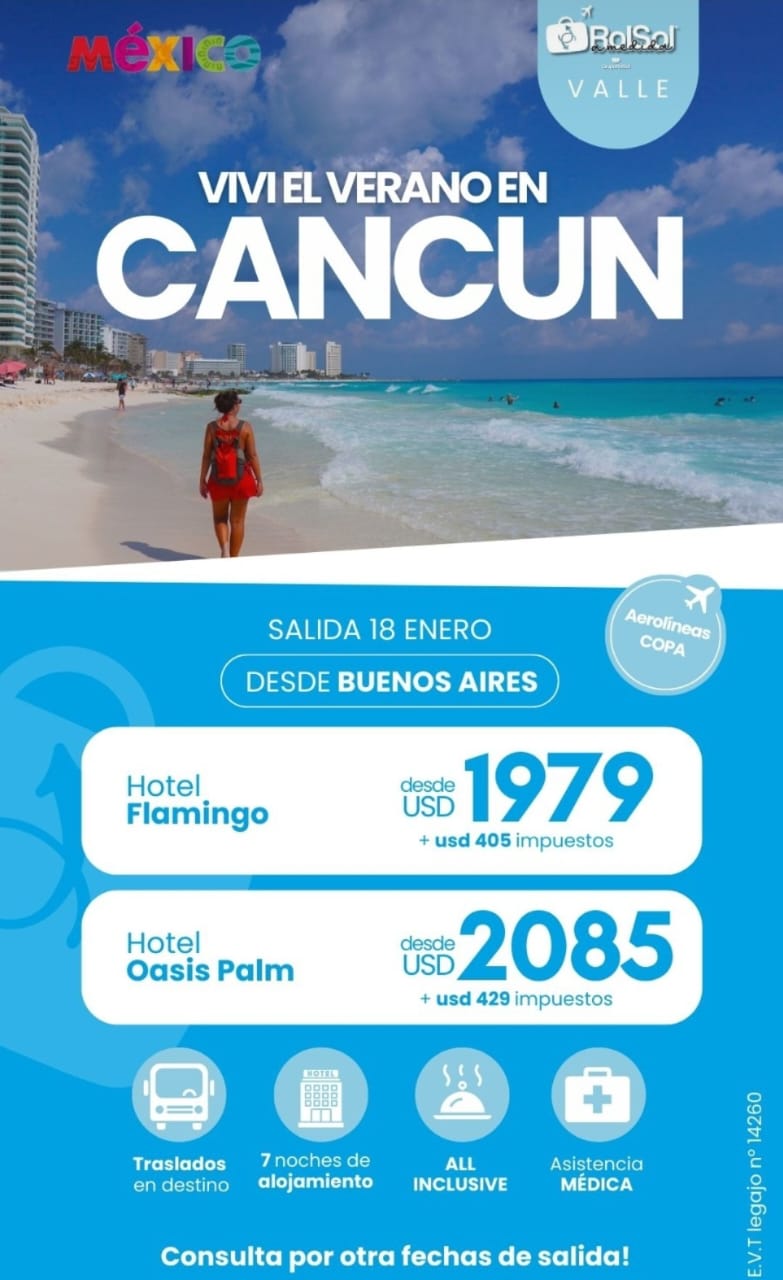 México
BolSol
a medida
VALLE
VIVI EL VERANO EN
CANCUN
SALIDA 18 ENERO
DESDE BUENOS AIRES
Aerolíneas
COPA
Hotel
Flamingo
desde
USD 1979
+ usd 405 impuestos
Hotel
Oasis Palm
desde
USD 2085
+ usd 429 impuestos
HOTEL
Traslados
en destino
7 noches de
alojamiento
ALL
INCLUSIVE
Asistencia
MÉDICA
E.V.T legajo nº 14260
Consulta por otra fechas de salida!